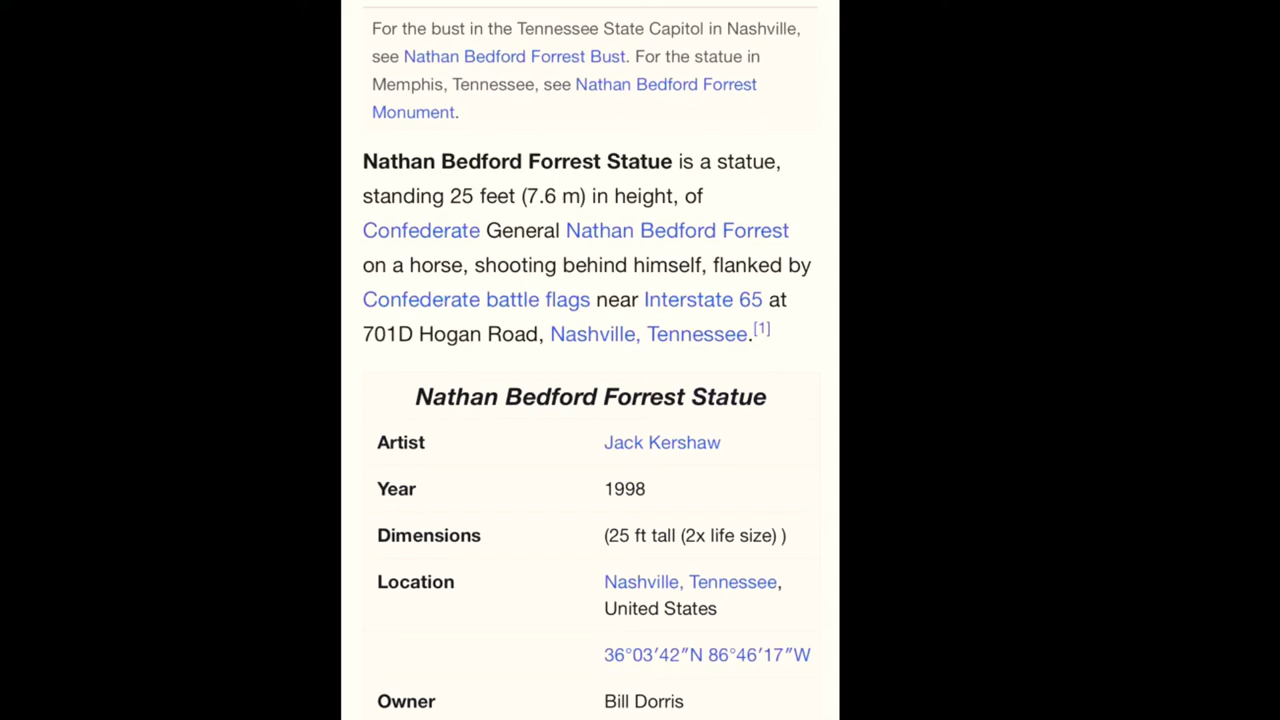 For the bust in the Tennessee State Capitol in Nashville,
see Nathan Bedford Forrest Bust. For the statue in
Memphis, Tennessee, see Nathan Bedford Forrest
Monument.
Nathan Bedford Forrest Statue is a statue,
standing 25 feet (7.6 m) in height, of
Confederate General Nathan Bedford Forrest
on a horse, shooting behind himself, flanked by
Confederate battle flags near Interstate 65 at
701D Hogan Road, Nashville, Tennessee.[1]
Nathan Bedford Forrest Statue
Artist Jack Kershaw
Year 1998
Dimensions (25 ft tall (2x life size) )
Location Nashville, Tennessee,
United States
36°03′42″N 86°46′17″W
Owner Bill Dorris